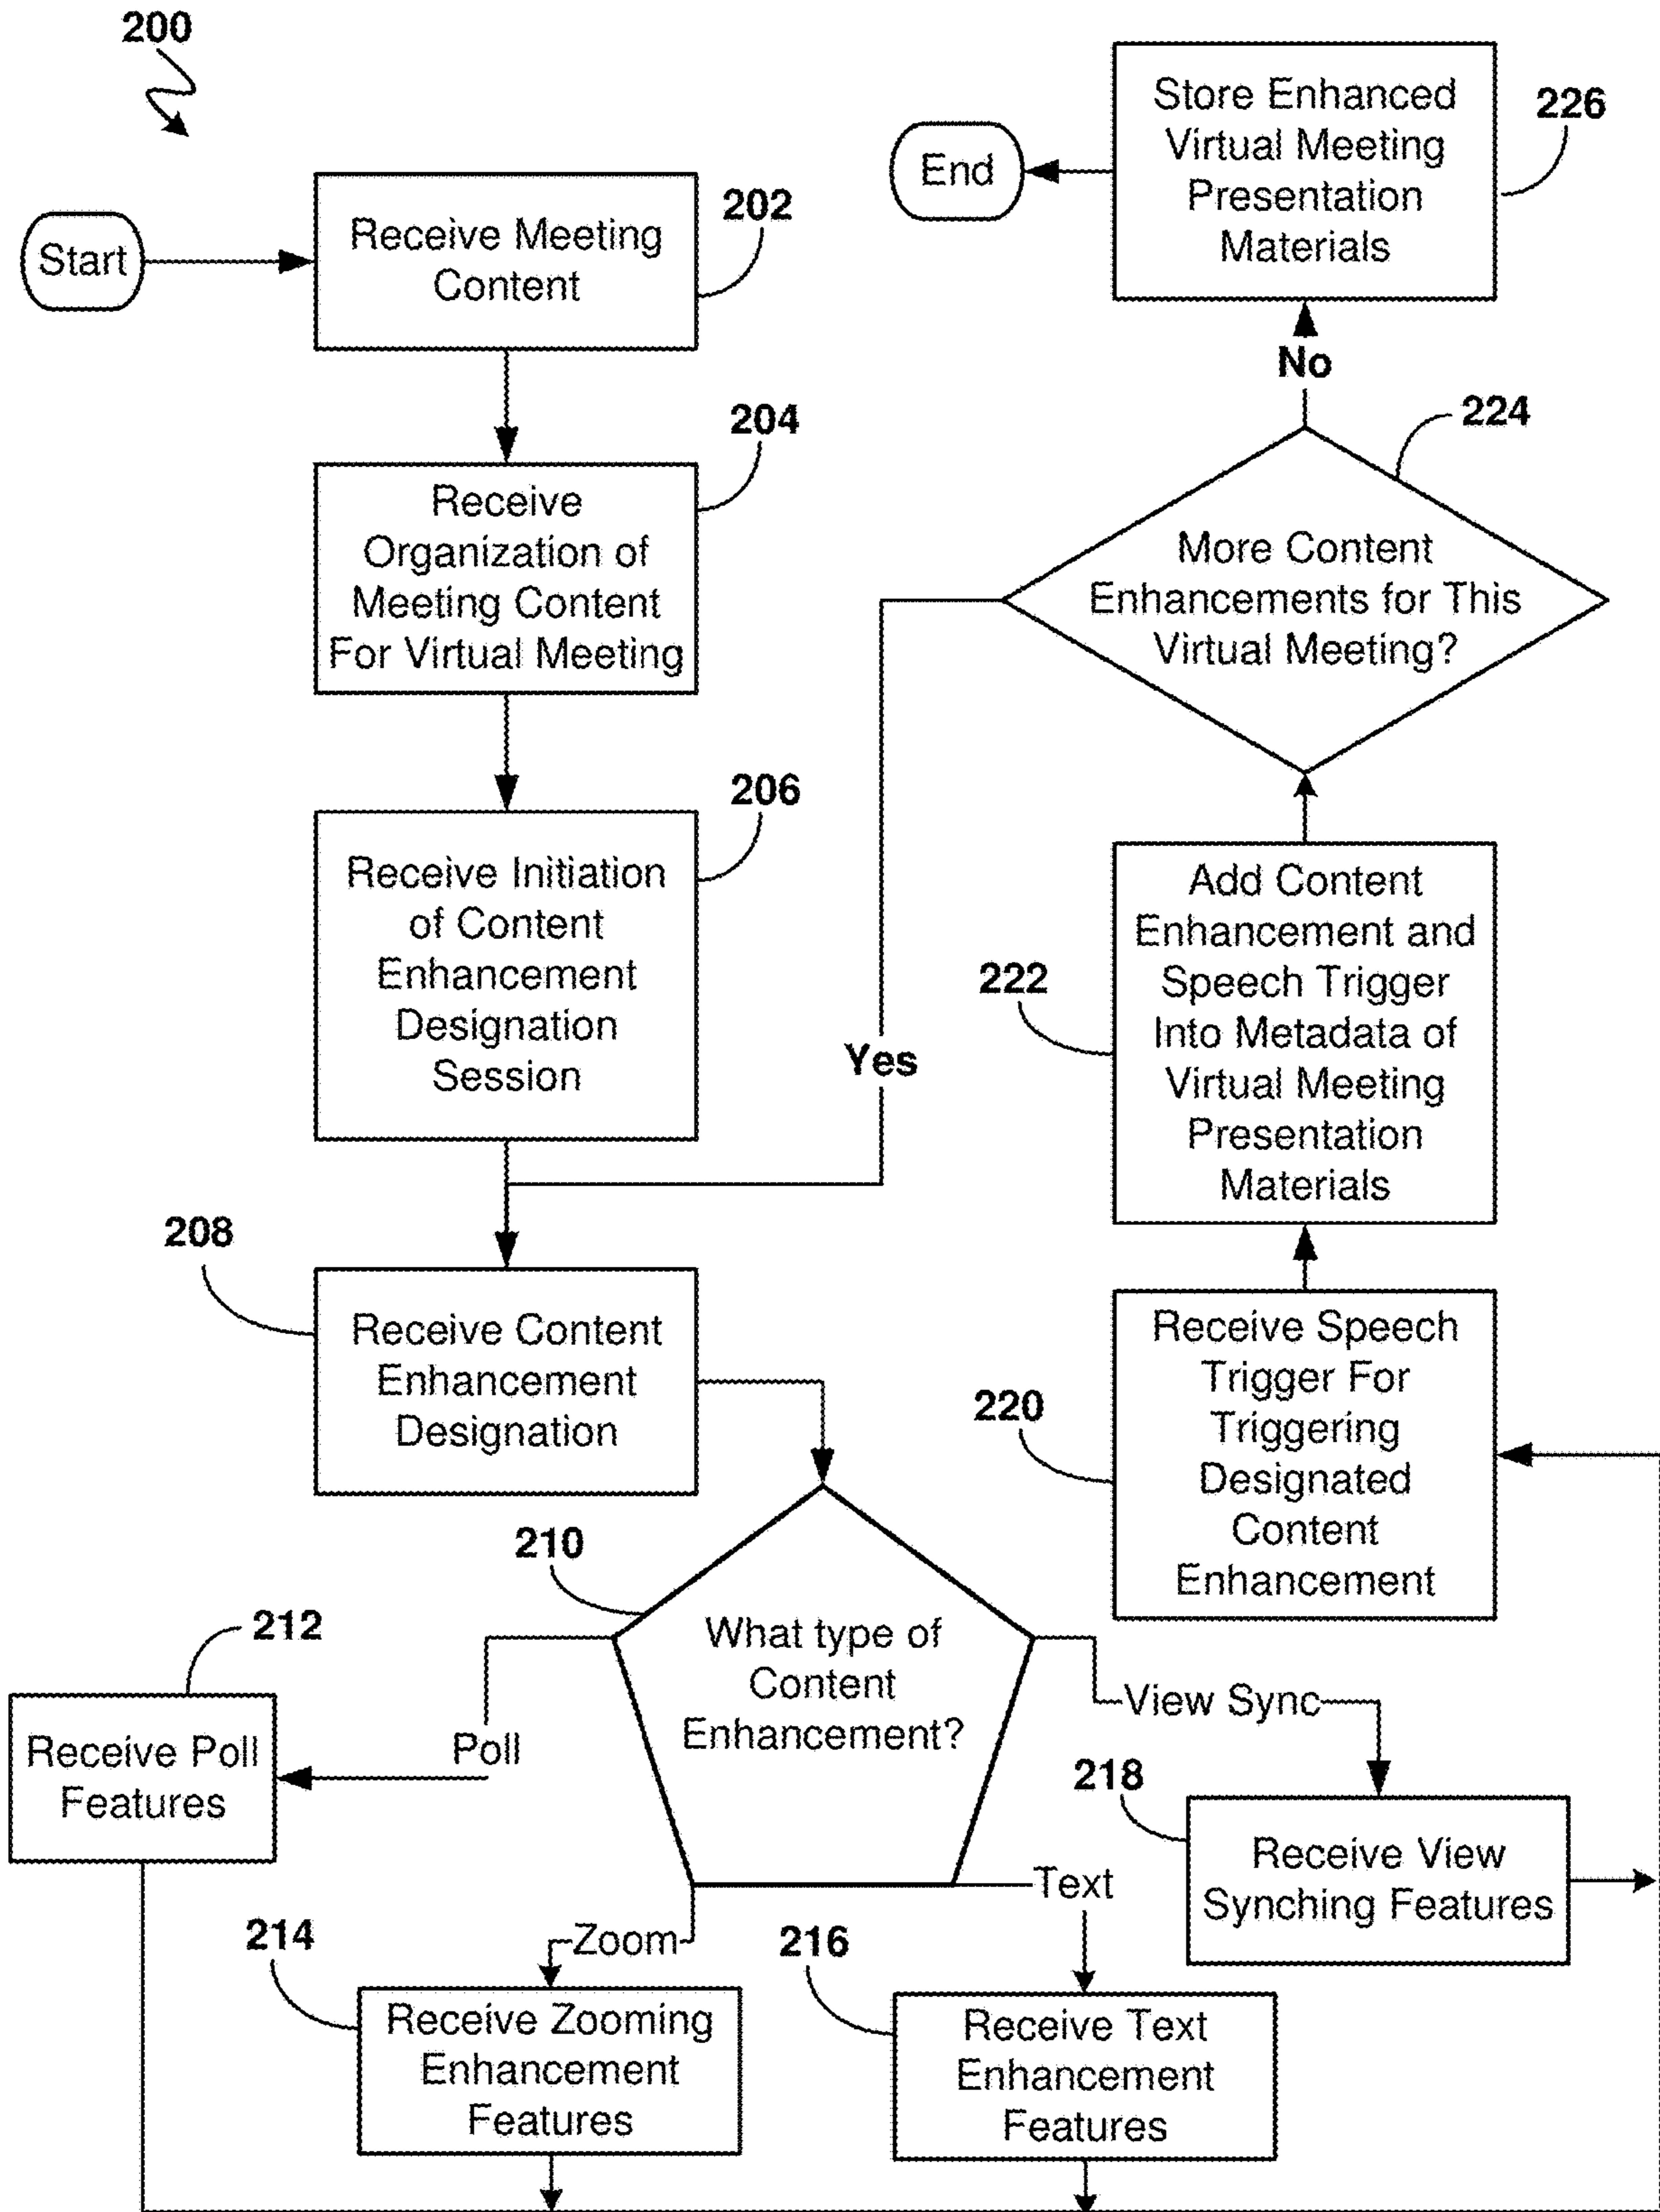 200
Start
Receive Meeting
Content
202
Receive
Organization of
Meeting Content
For Virtual Meeting
204
Receive Initiation
of Content
Enhancement
Designation
Session
206
Receive Content
Enhancement
Designation
208
What type of
Content
Enhancement?
210
Poll
Receive Poll
Features
212
Zoom
Receive Zooming
Enhancement
Features
214
Text
Receive Text
Enhancement
Features
216
View Sync
Receive View
Synching Features
218
Receive Speech
Trigger For
Triggering
Designated
Content
Enhancement
220
Add Content
Enhancement and
Speech Trigger
Into Metadata of
Virtual Meeting
Presentation
Materials
222
More Content
Enhancements for This
Virtual Meeting?
224
Yes
No
Store Enhanced
Virtual Meeting
Presentation
Materials
226
End